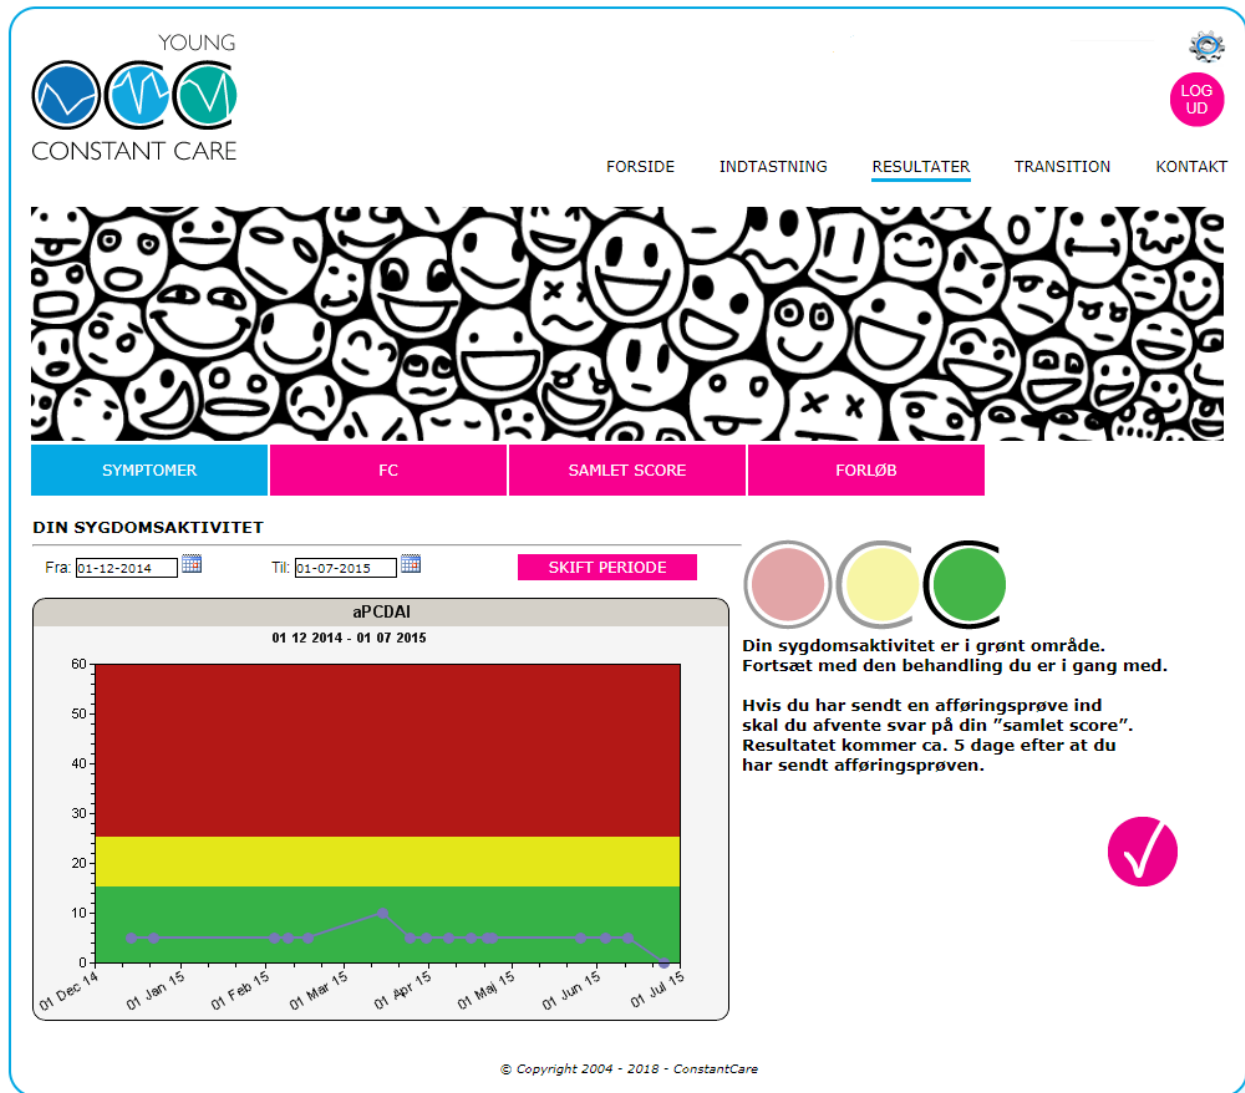 YOUNG
CONSTANT CARE
LOG
UD
FORSIDE INDTASTNING RESULTATER TRANSITION KONTAKT
SYMPTOMER FC SAMLET SCORE FORLØB
DIN SYGDOMSAKTIVITET
Fra: 01-12-2014 Til: 01-07-2015 SKIFT PERIODE
aPCDAI
01 12 2014 - 01 07 2015
60
50
40
30
20
10
0
01 Dec 14 01 Jan 15 01 Feb 15 01 Mar 15 01 Apr 15 01 Maj 15 01 Jun 15 01 Jul 15
Din sygdomsaktivitet er i grønt område.
Fortsæt med den behandling du er i gang med.
Hvis du har sendt en afføringsprøve ind
skal du afvente svar på din ”samlet score”.
Resultatet kommer ca. 5 dage efter at du
har sendt afføringsprøven.
© Copyright 2004 - 2018 - ConstantCare